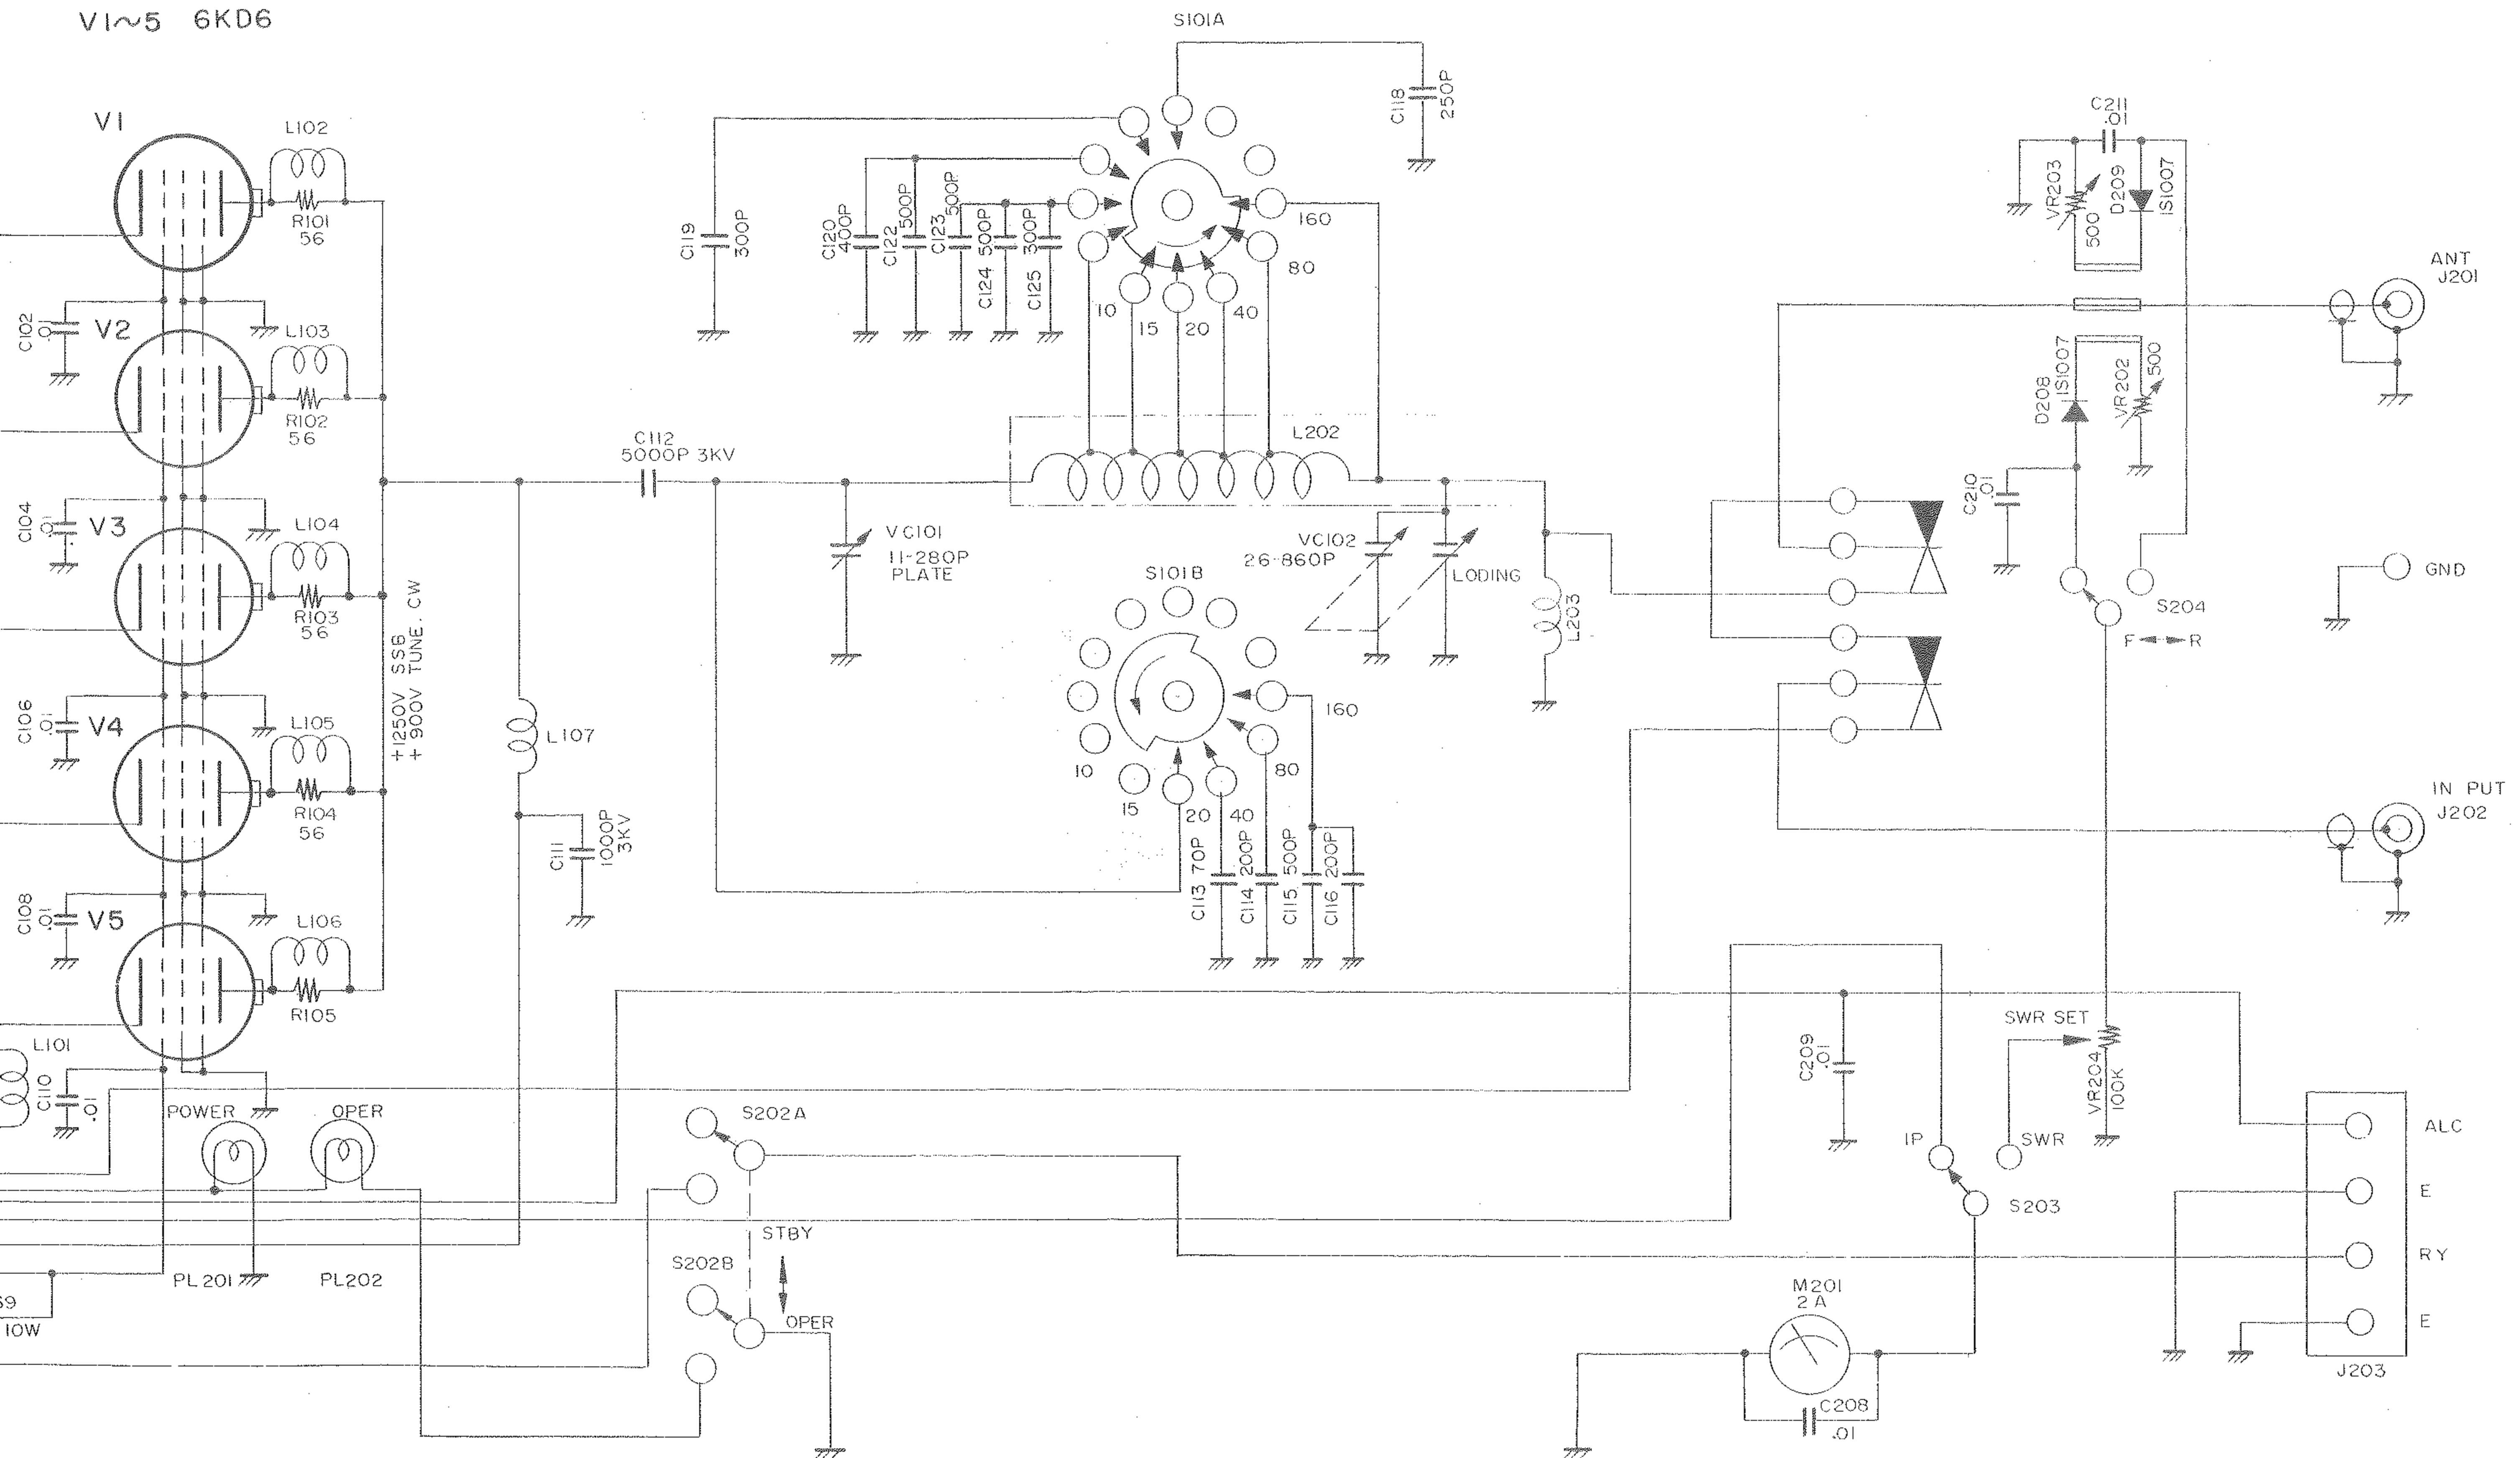 V1~5 6KD6
S101A
V1
L102
R101
56
C102
.01
V2
L103
R102
56
C104
.01
V3
L104
R103
56
C106
.01
V4
L105
R104
56
C108
.01
V5
L106
R105
L101
C110
.01
+1250V SSB
+900V TUNE. CW
L107
C111
1000P
3KV
C112
5000P 3KV
C119
300P
C120
400P
C122
500P
C123
500P
C124 500P
C125 300P
C118
250P
160
80
40
20
15
10
L202
VC101
11-280P
PLATE
VC102
26-860P
LODING
L203
S101B
160
80
40
20
15
10
C113 70P
C114 200P
C115 500P
C116 200P
C211
.01
VR203
500
D209
1S1007
ANT
J201
D208
1S1007
VR202
500
C210
.01
S204
F R
GND
IN PUT
J202
SWR SET
VR204
100K
C209
.01
IP
SWR
S203
M201
2A
C208
.01
ALC
E
RY
E
J203
POWER
OPER
PL201
PL202
S202A
STBY
S202B
OPER
10W